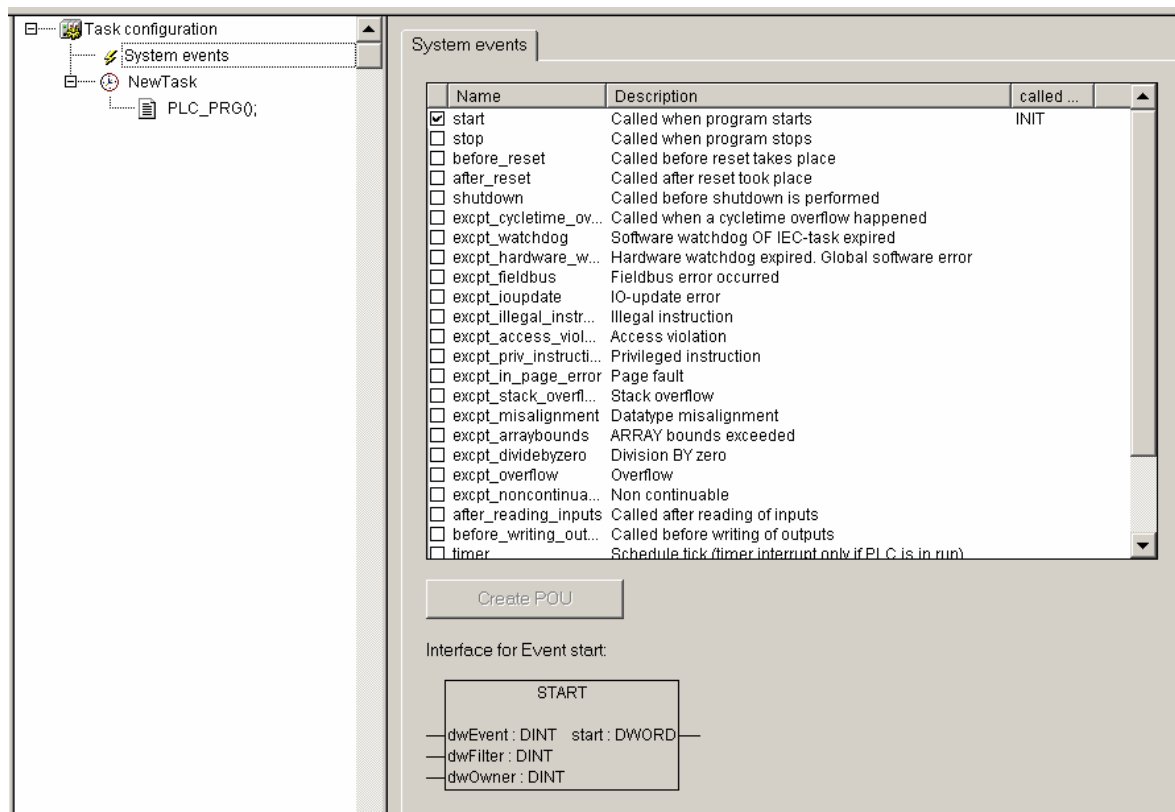 Task configuration
System events
NewTask
PLC_PRG();
System events
Name Description called ...
start Called when program starts INIT
stop Called when program stops
before_reset Called before reset takes place
after_reset Called after reset took place
shutdown Called before shutdown is performed
excpt_cycletime_ov... Called when a cycletime overflow happened
excpt_watchdog Software watchdog OF IEC-task expired
excpt_hardware_w... Hardware watchdog expired. Global software error
excpt_fieldbus Fieldbus error occurred
excpt_ioupdate IO-update error
excpt_illegal_instr... Illegal instruction
excpt_access_viol... Access violation
excpt_priv_instructi... Privileged instruction
excpt_in_page_error Page fault
excpt_stack_overfl... Stack overflow
excpt_misalignment Datatype misalignment
excpt_arraybounds ARRAY bounds exceeded
excpt_dividebyzero Division BY zero
excpt_overflow Overflow
excpt_noncontinua... Non continuable
after_reading_inputs Called after reading of inputs
before_writing_out... Called before writing of outputs
timer Schedule tick (timer interrupt only if PLC is in run)
Create POU
Interface for Event start:
START
dwEvent : DINT start : DWORD
dwFilter : DINT
dwOwner : DINT